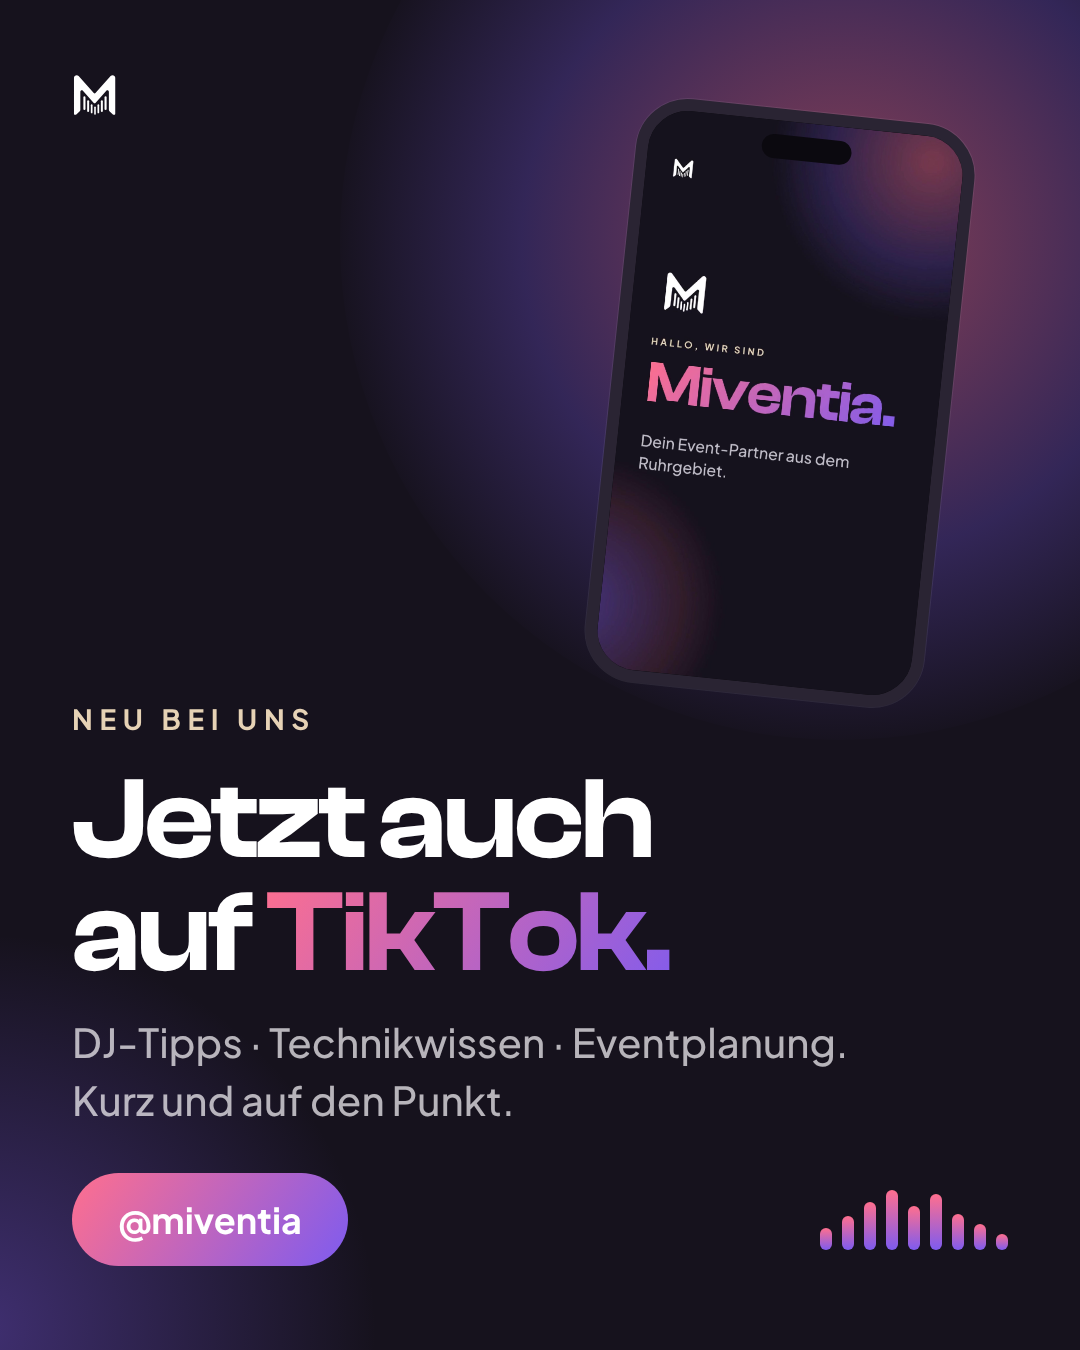 HALLO, WIR SIND
Miventia.
Dein Event-Partner aus dem
Ruhrgebiet.
NEU BEI UNS
Jetzt auch
auf TikTok.
DJ-Tipps · Technikwissen · Eventplanung.
Kurz und auf den Punkt.
@miventia